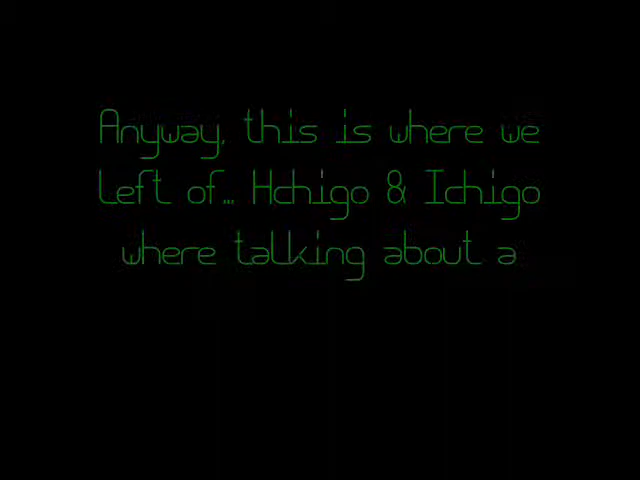 Anyway, this is where we
Left of... Hchigo & Ichigo
where talking about a